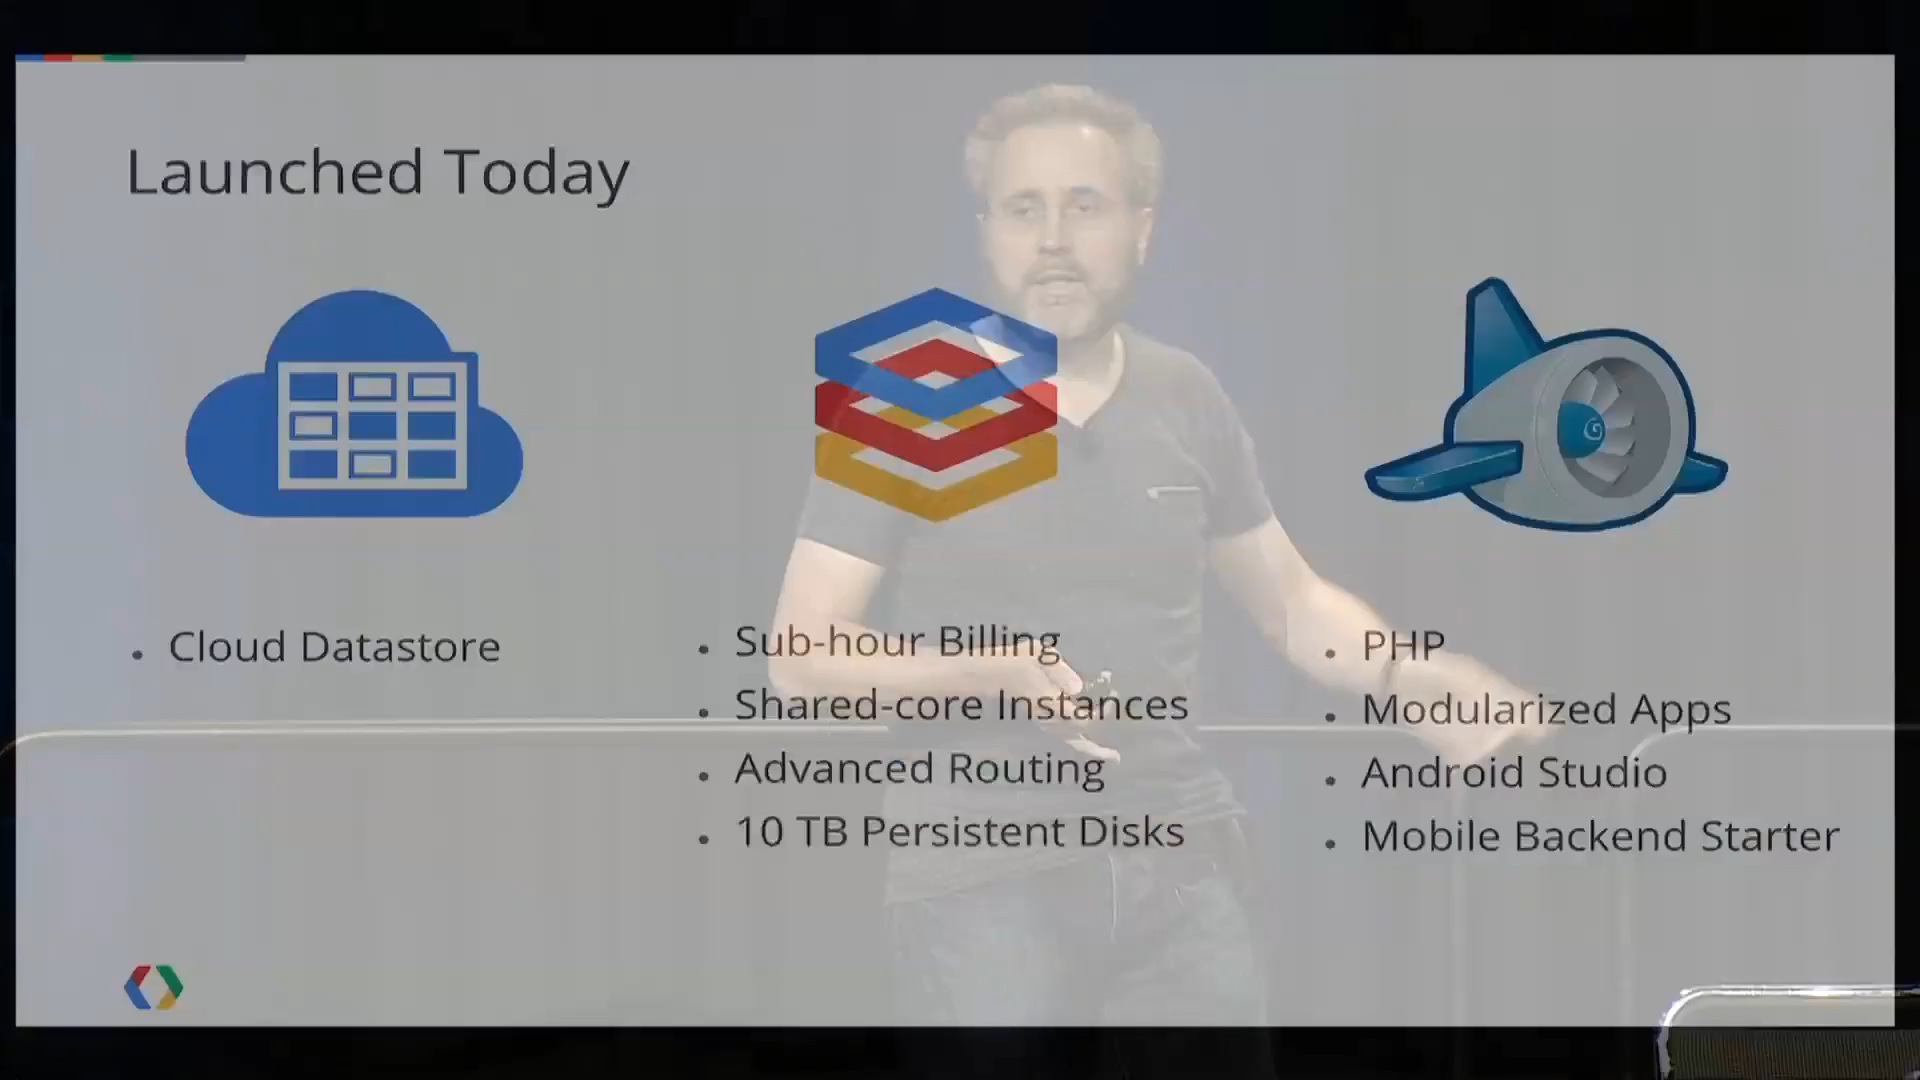 Launched Today
Cloud Datastore
Sub-hour Billing
Shared-core Instances
Advanced Routing
10 TB Persistent Disks
PHP
Modularized Apps
Android Studio
Mobile Backend Starter